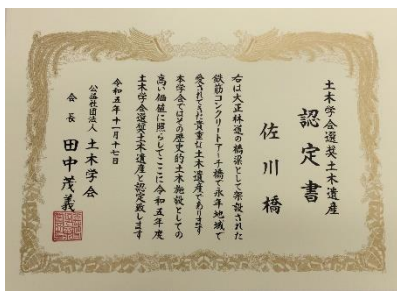 土木学会選奨土木遺産
認定書
佐川橋
右は大正林道の橋梁として架設された
鉄筋コンクリートアーチ橋で永年地域で
愛されてきた貴重な土木遺産であります
本学会ではその歴史的土木施設としての
高い価値に照らしてここに令和五年度
土木学会選奨土木遺産と認定致します
令和五年十一月十七日
公益社団法人 土木学会
会長 田中茂義